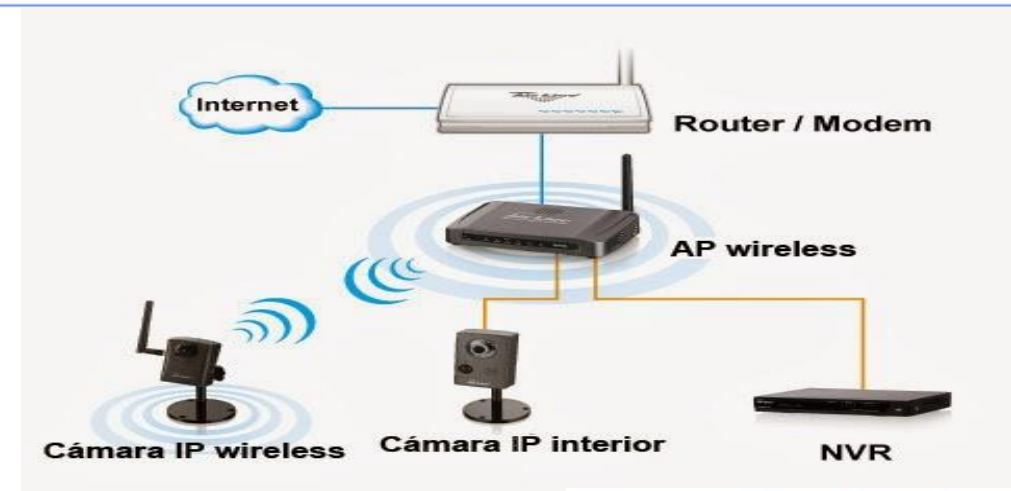 Internet
Router / Modem
AP wireless
Cámara IP wireless
Cámara IP interior
NVR